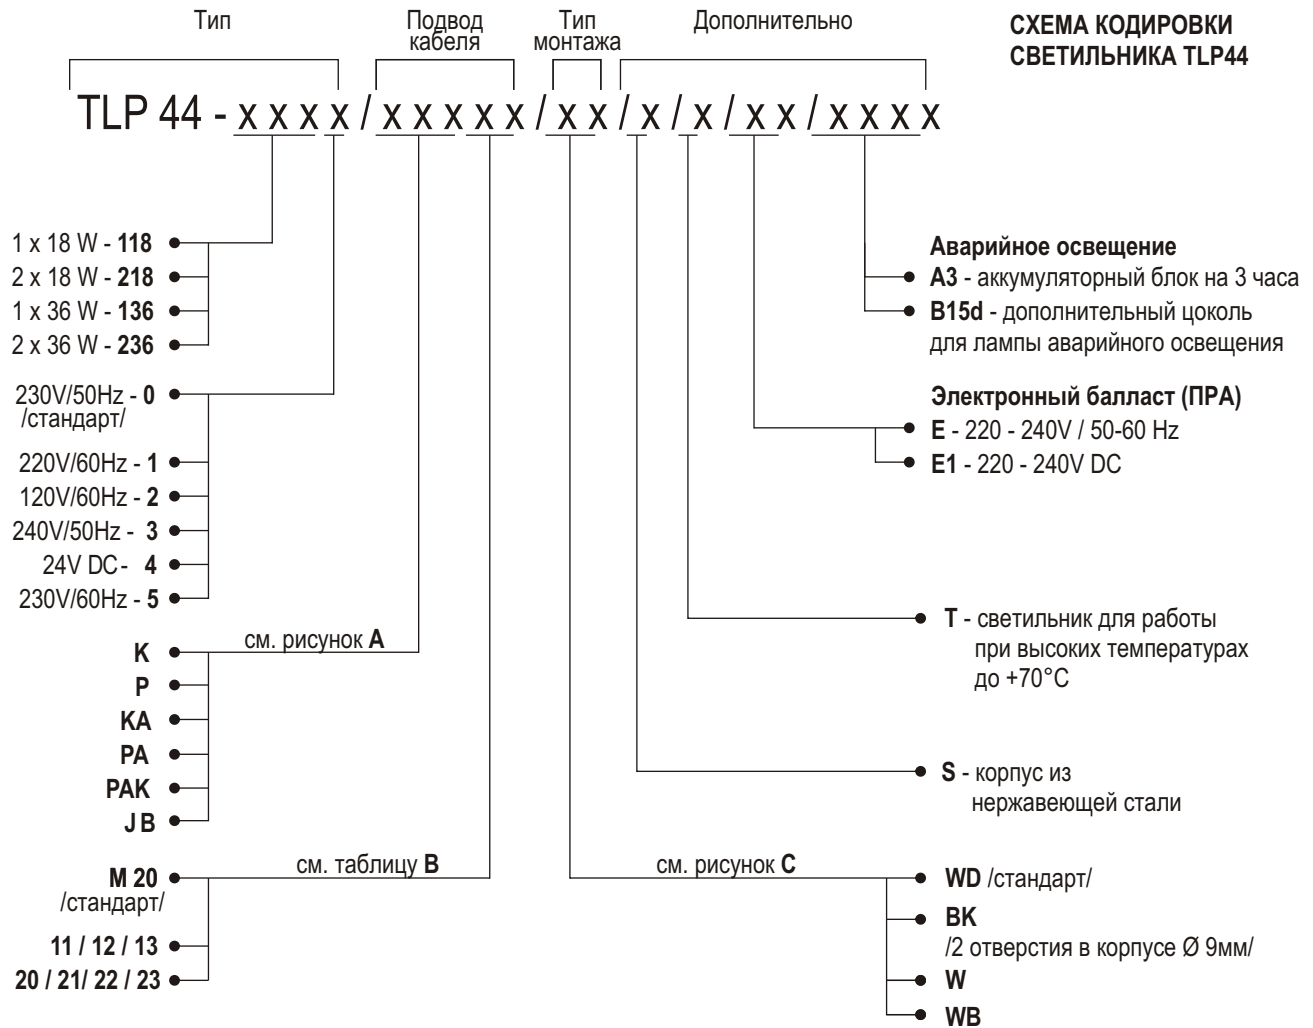 Тип
Подвод
кабеля
Тип
монтажа
Дополнительно
СХЕМА КОДИРОВКИ
СВЕТИЛЬНИКА TLP44
TLP 44 - x x x x / x x x x x / x x / x / x / x x / x x x x
1 x 18 W - 118
2 x 18 W - 218
1 x 36 W - 136
2 x 36 W - 236
230V/50Hz - 0
/стандарт/
220V/60Hz - 1
120V/60Hz - 2
240V/50Hz - 3
24V DC - 4
230V/60Hz - 5
см. рисунок A
K
P
KA
PA
PAK
JB
см. таблицу B
M 20
/стандарт/
11 / 12 / 13
20 / 21/ 22 / 23
Аварийное освещение
A3 - аккумуляторный блок на 3 часа
B15d - дополнительный цоколь
для лампы аварийного освещения
Электронный балласт (ПРА)
E - 220 - 240V / 50-60 Hz
E1 - 220 - 240V DC
T - светильник для работы
при высоких температурах
до +70°C
S - корпус из
нержавеющей стали
см. рисунок C
WD /стандарт/
BK
/2 отверстия в корпусе Ø 9мм/
W
WB